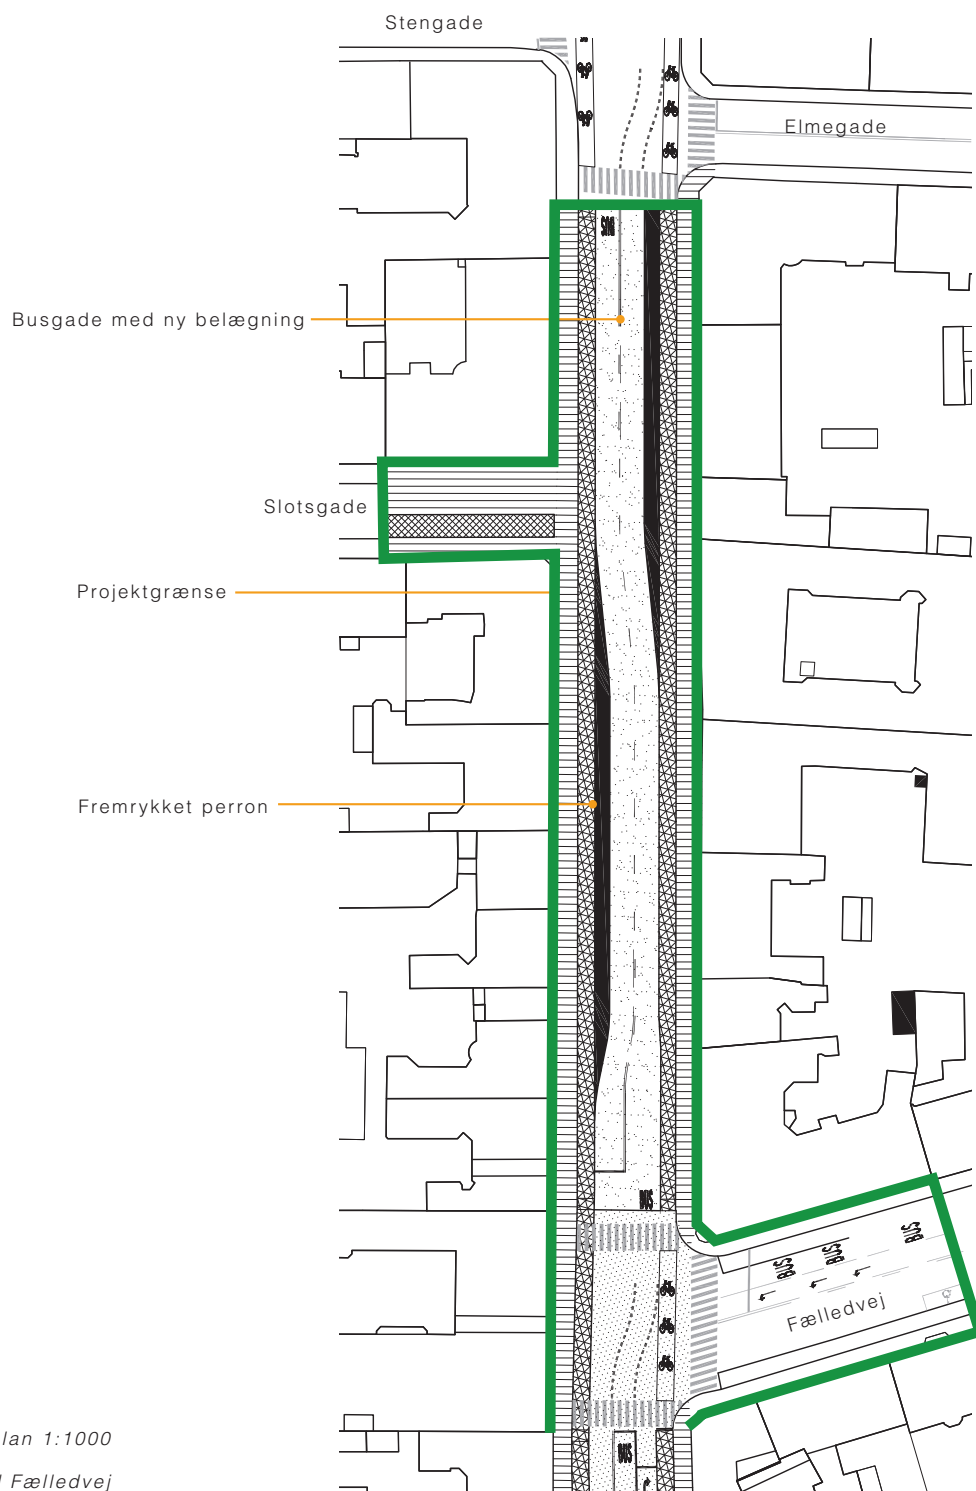 Stengade
Elmegade
BUS
Busgade med ny belægning
Slotsgade
Projektgrænse
Fremrykket perron
BUS
BUS
BUS
BUS
Fælledvej
lan 1:1000
BUS
l Fælledvej